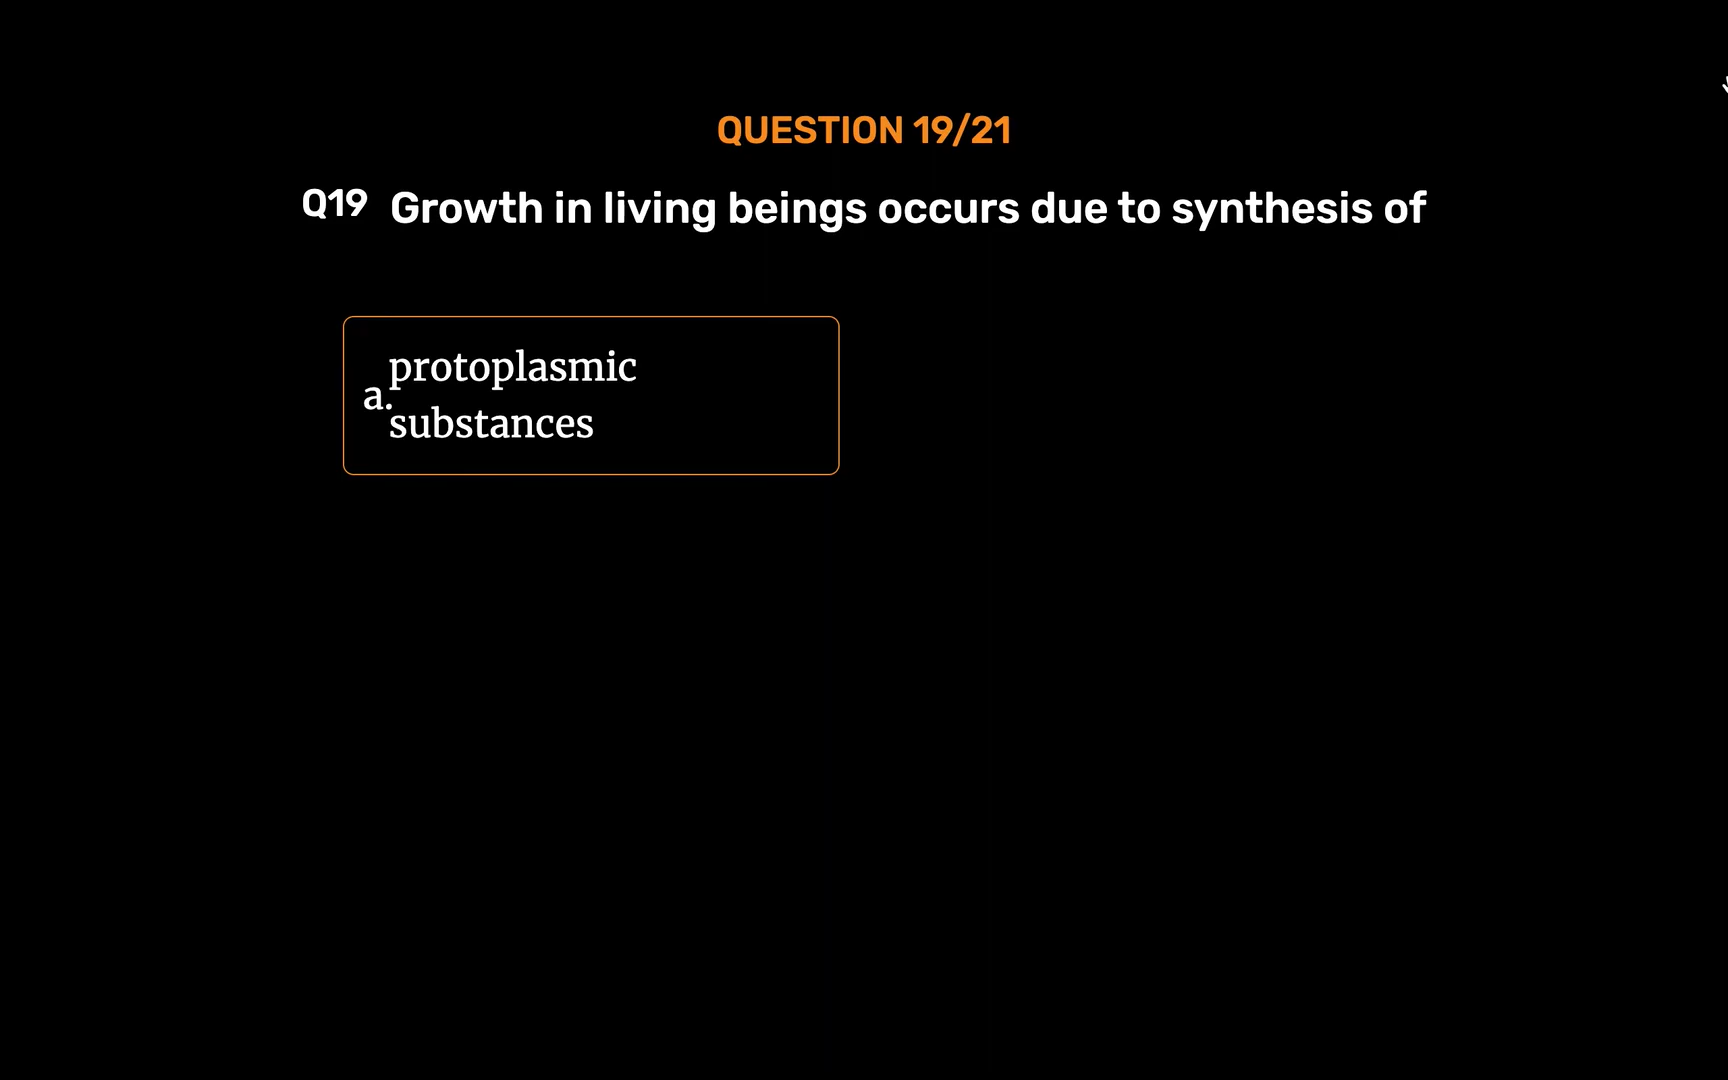 QUESTION 19/21
Q19 Growth in living beings occurs due to synthesis of
a. protoplasmic
substances